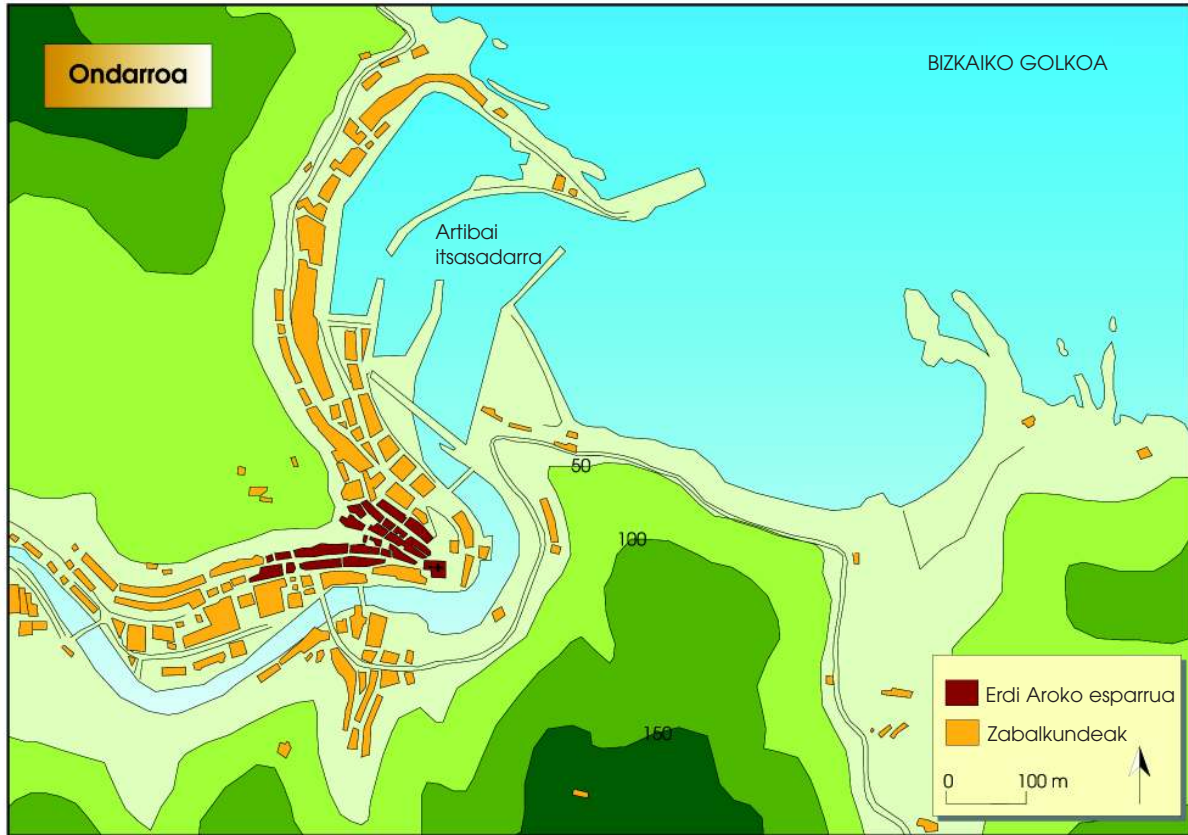 Ondarroa
BIZKAIKO GOLKOA
Artibai
itsasadarra
50
100
150
Erdi Aroko esparrua
Zabalkundeak
0 100 m